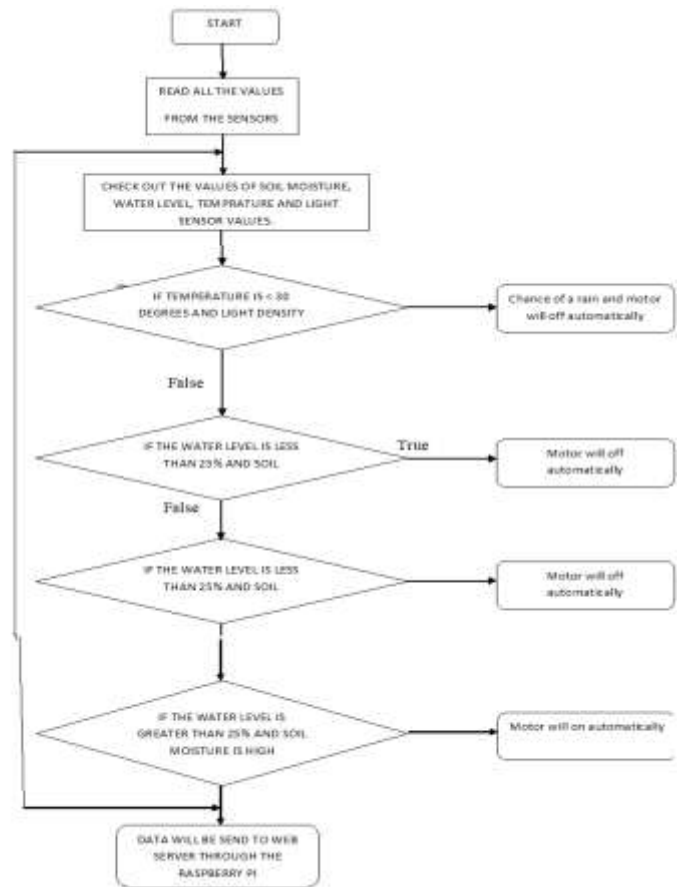 START
READ ALL THE VALUES
FROM THE SENSORS
CHECK OUT THE VALUES OF SOIL MOISTURE,
WATER LEVEL, TEMPRATURE AND LIGHT
SENSOR VALUES.
IF TEMPERATURE IS < 30
DEGREES AND LIGHT DENSITY
Chance of a rain and motor
will off automatically
False
IF THE WATER LEVEL IS LESS
THAN 25% AND SOIL
True
Motor will off
automatically
False
IF THE WATER LEVEL IS LESS
THAN 25% AND SOIL
Motor will off
automatically
IF THE WATER LEVEL IS
GREATER THAN 25% AND SOIL
MOISTURE IS HIGH
Motor will on automatically
DATA WILL BE SEND TO WEB
SERVER THROUGH THE
RASPBERRY PI